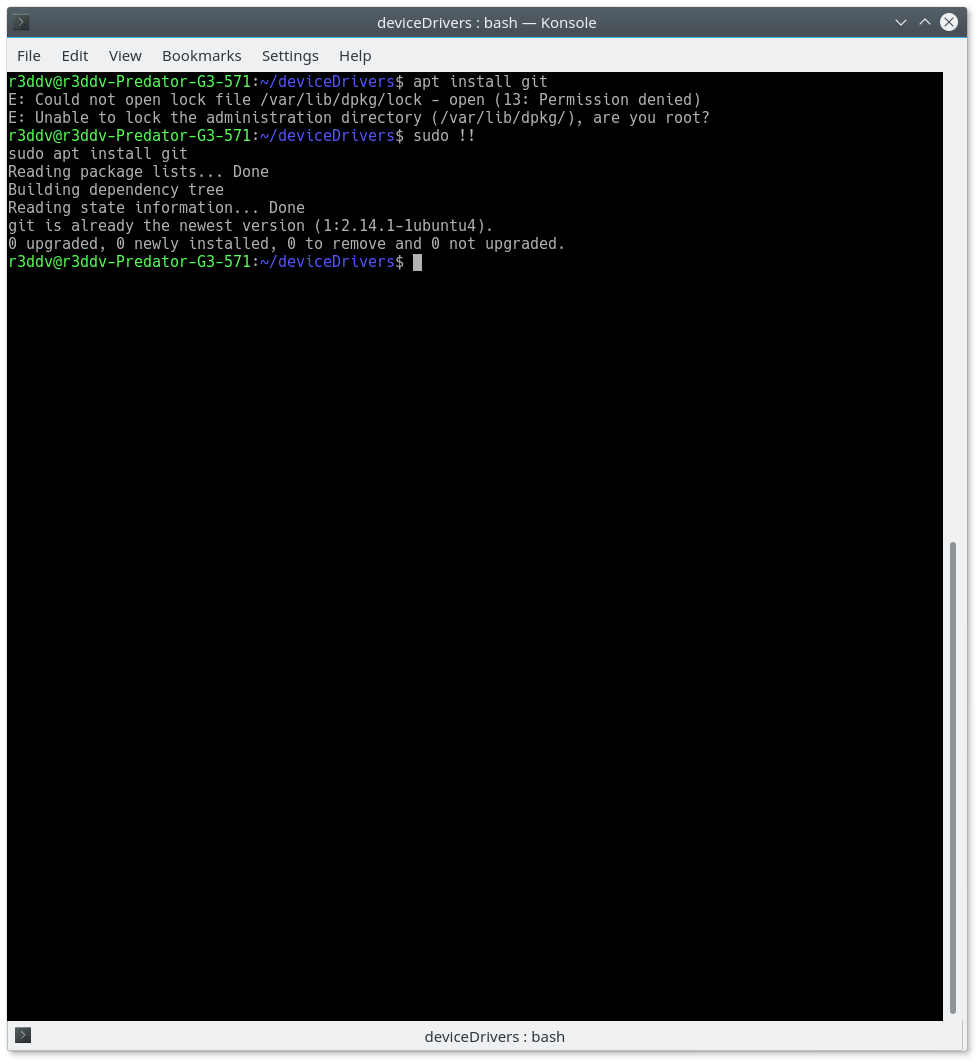 deviceDrivers : bash — Konsole
File Edit View Bookmarks Settings Help
r3ddv@r3ddv-Predator-G3-571:~/deviceDrivers$ apt install git
E: Could not open lock file /var/lib/dpkg/lock - open (13: Permission denied)
E: Unable to lock the administration directory (/var/lib/dpkg/), are you root?
r3ddv@r3ddv-Predator-G3-571:~/deviceDrivers$ sudo !!
sudo apt install git
Reading package lists... Done
Building dependency tree
Reading state information... Done
git is already the newest version (1:2.14.1-1ubuntu4).
0 upgraded, 0 newly installed, 0 to remove and 0 not upgraded.
r3ddv@r3ddv-Predator-G3-571:~/deviceDrivers$
deviceDrivers : bash